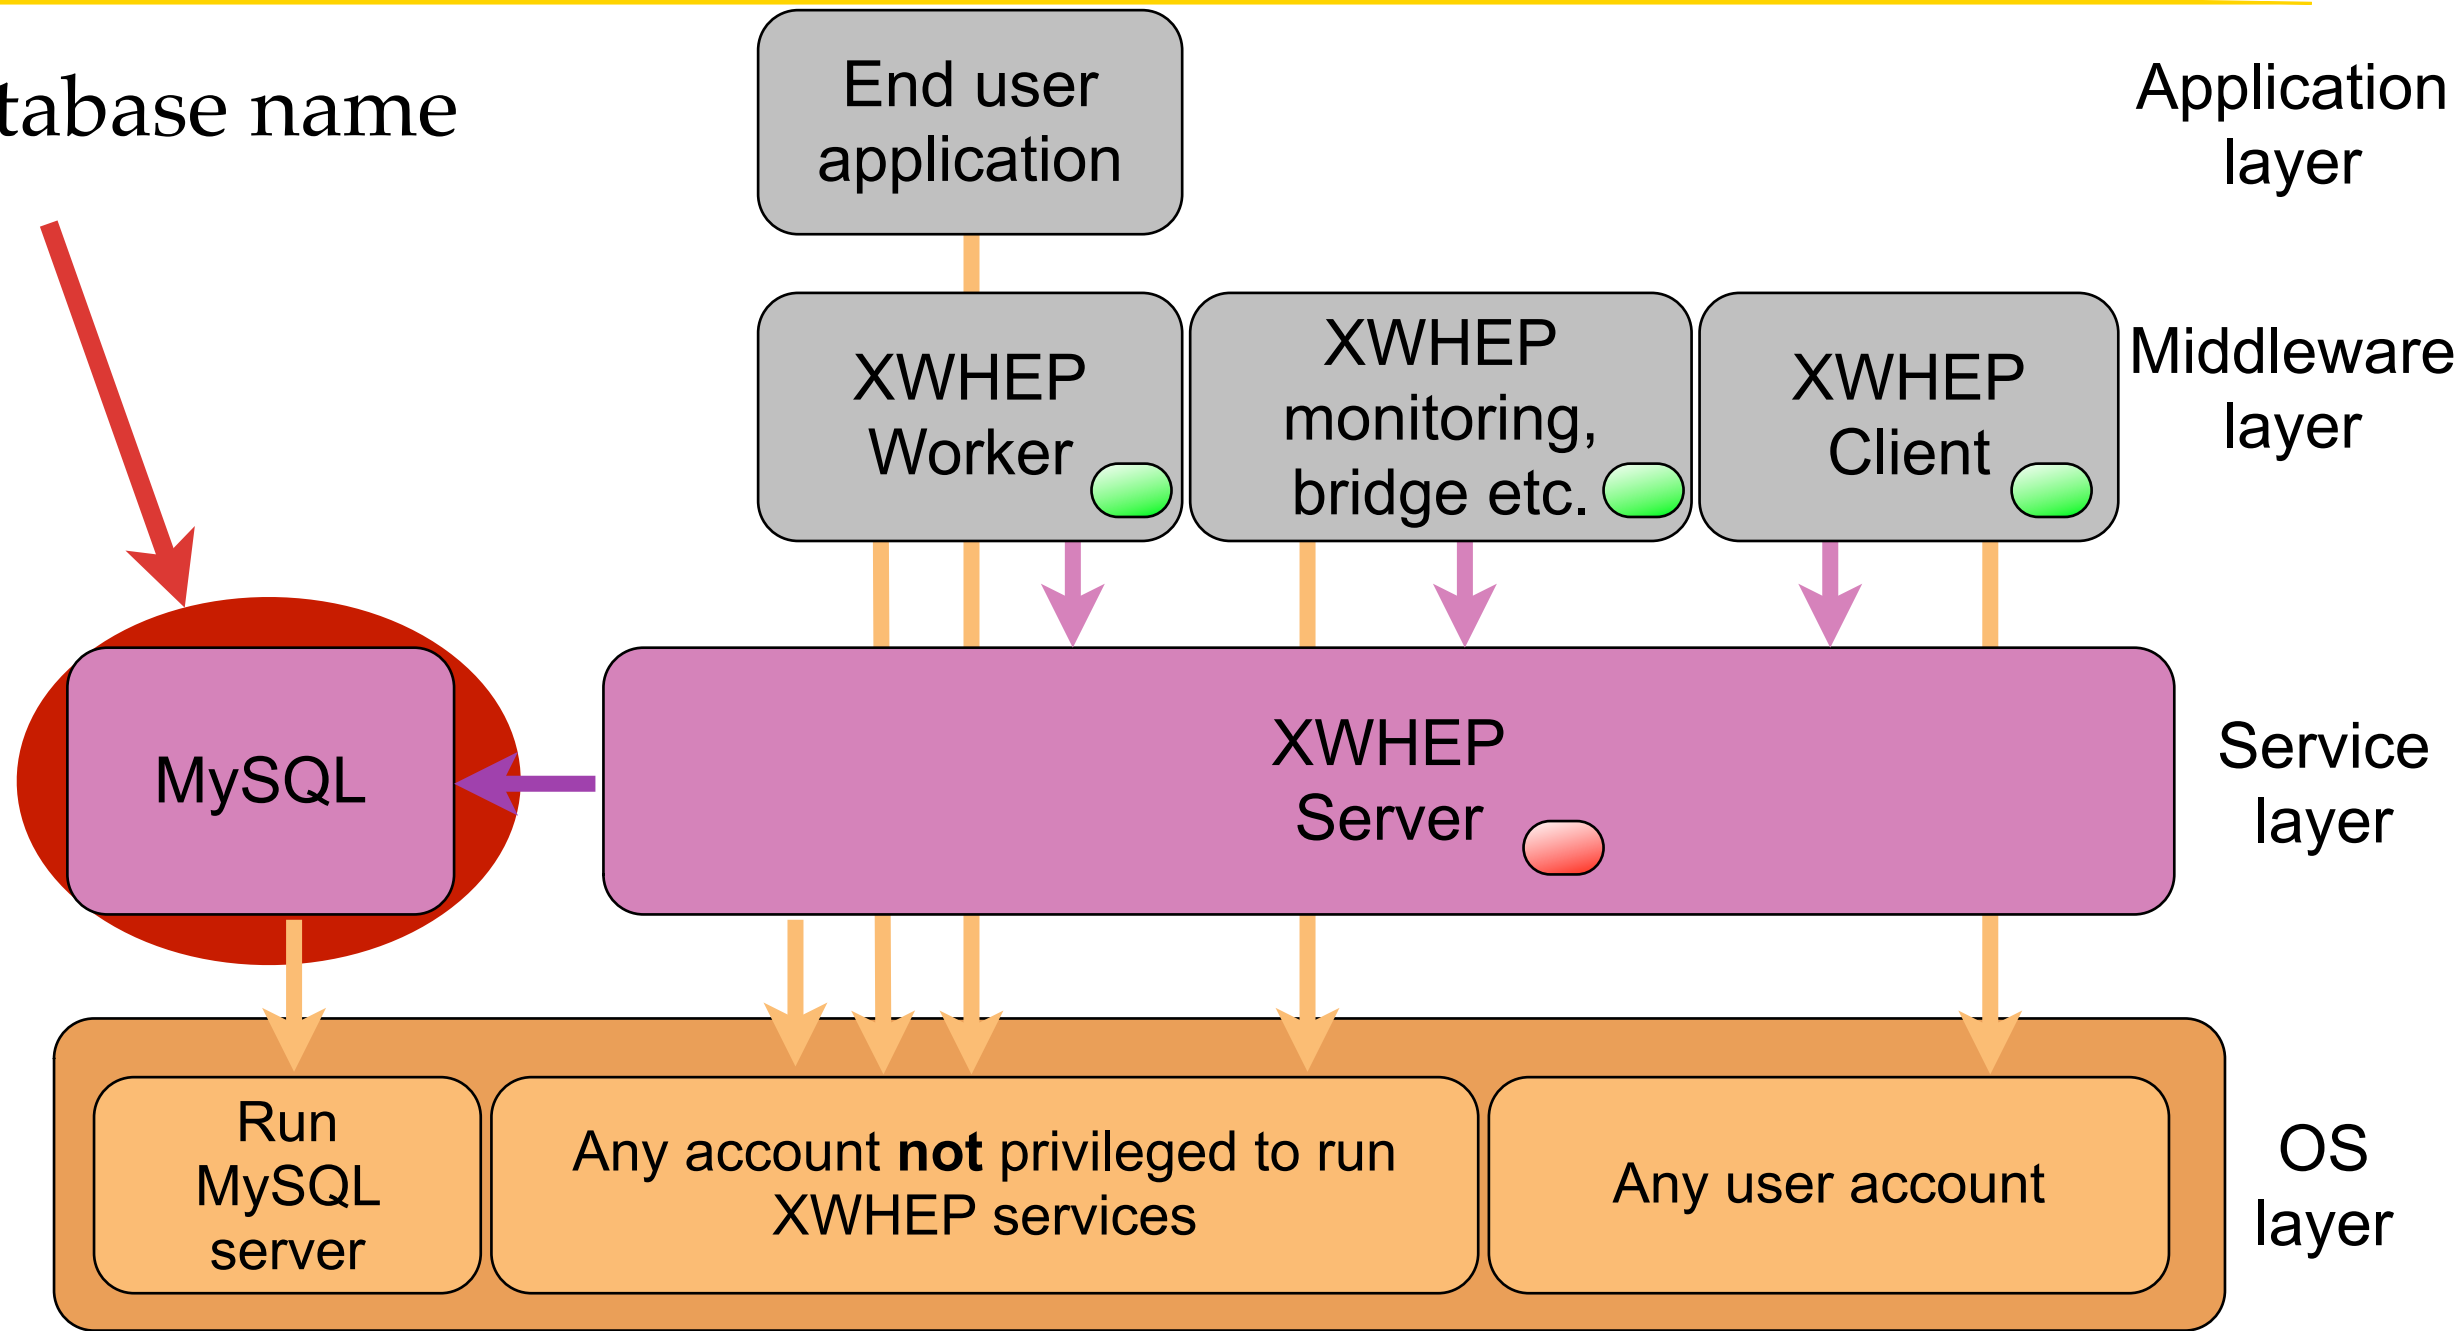 tabase name
End user
application
Application
layer
XWHEP
Worker
XWHEP
monitoring,
bridge etc.
XWHEP
Client
Middleware
layer
MySQL
XWHEP
Server
Service
layer
Run
MySQL
server
Any account not privileged to run
XWHEP services
Any user account
OS
layer